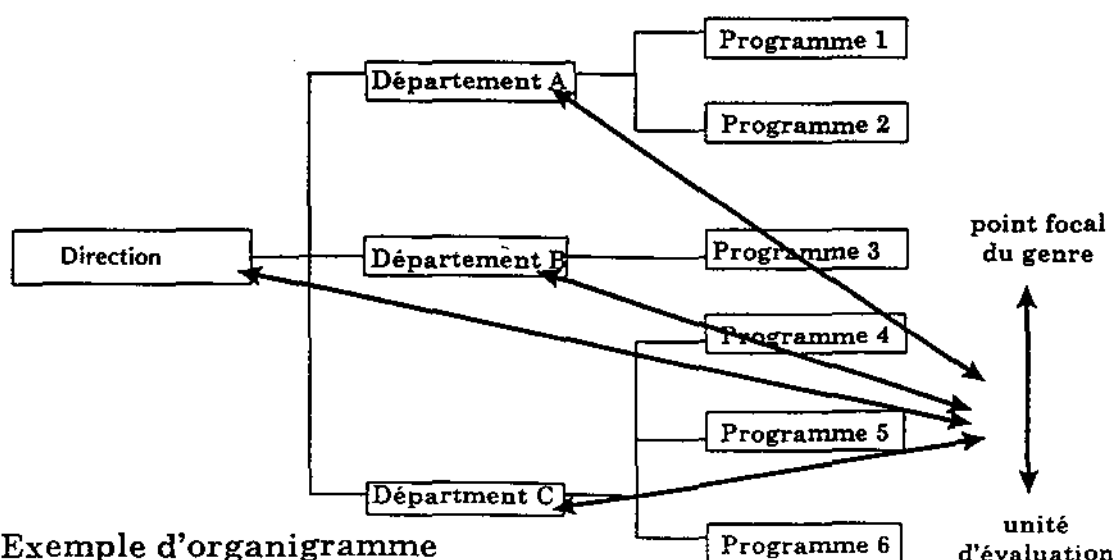 Programme 1
Département A
Programme 2
point focal
du genre
Direction
Département B
Programme 3
Programme 4
Programme 5
Départment C
unité
d'évaluation
Programme 6
Exemple d'organigramme